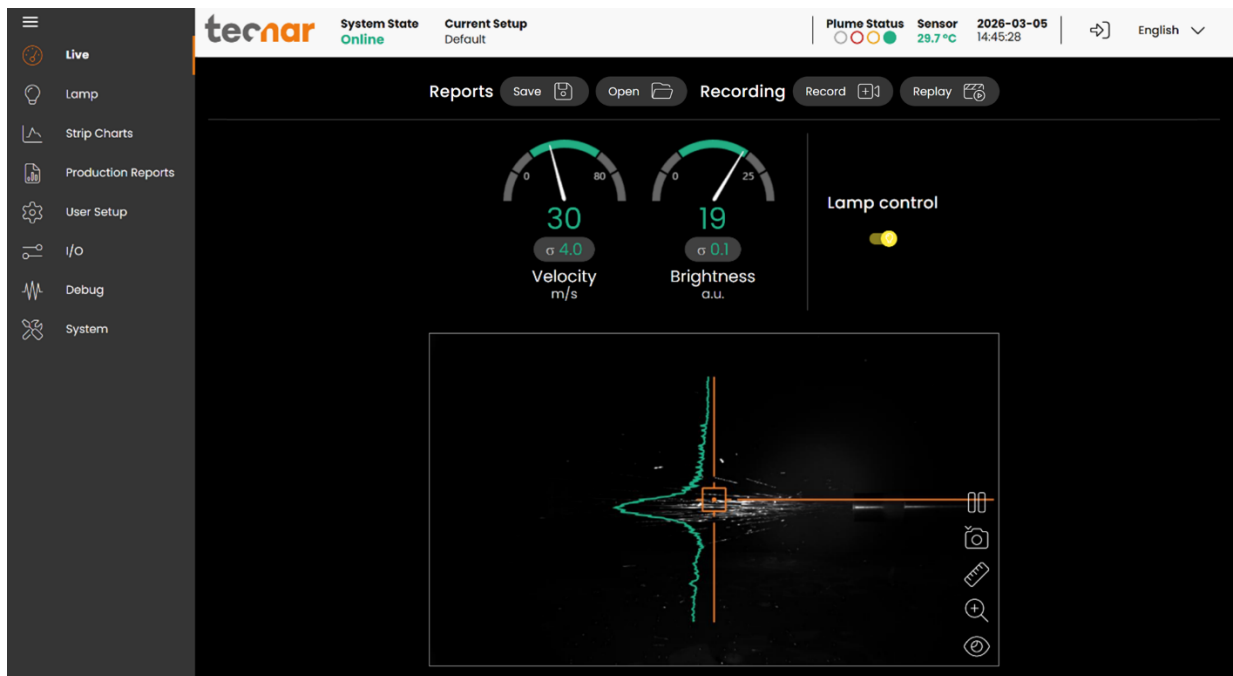 tecnar
System State
Online
Current Setup
Default
Plume Status
Sensor
29.7 °C
2026-03-05
14:45:28
English
Live
Lamp
Strip Charts
Production Reports
User Setup
I/O
Debug
System
Reports Save Open Recording Record Replay
0 80
30
σ 4.0
Velocity
m/s
0 25
19
σ 0.1
Brightness
a.u.
Lamp control